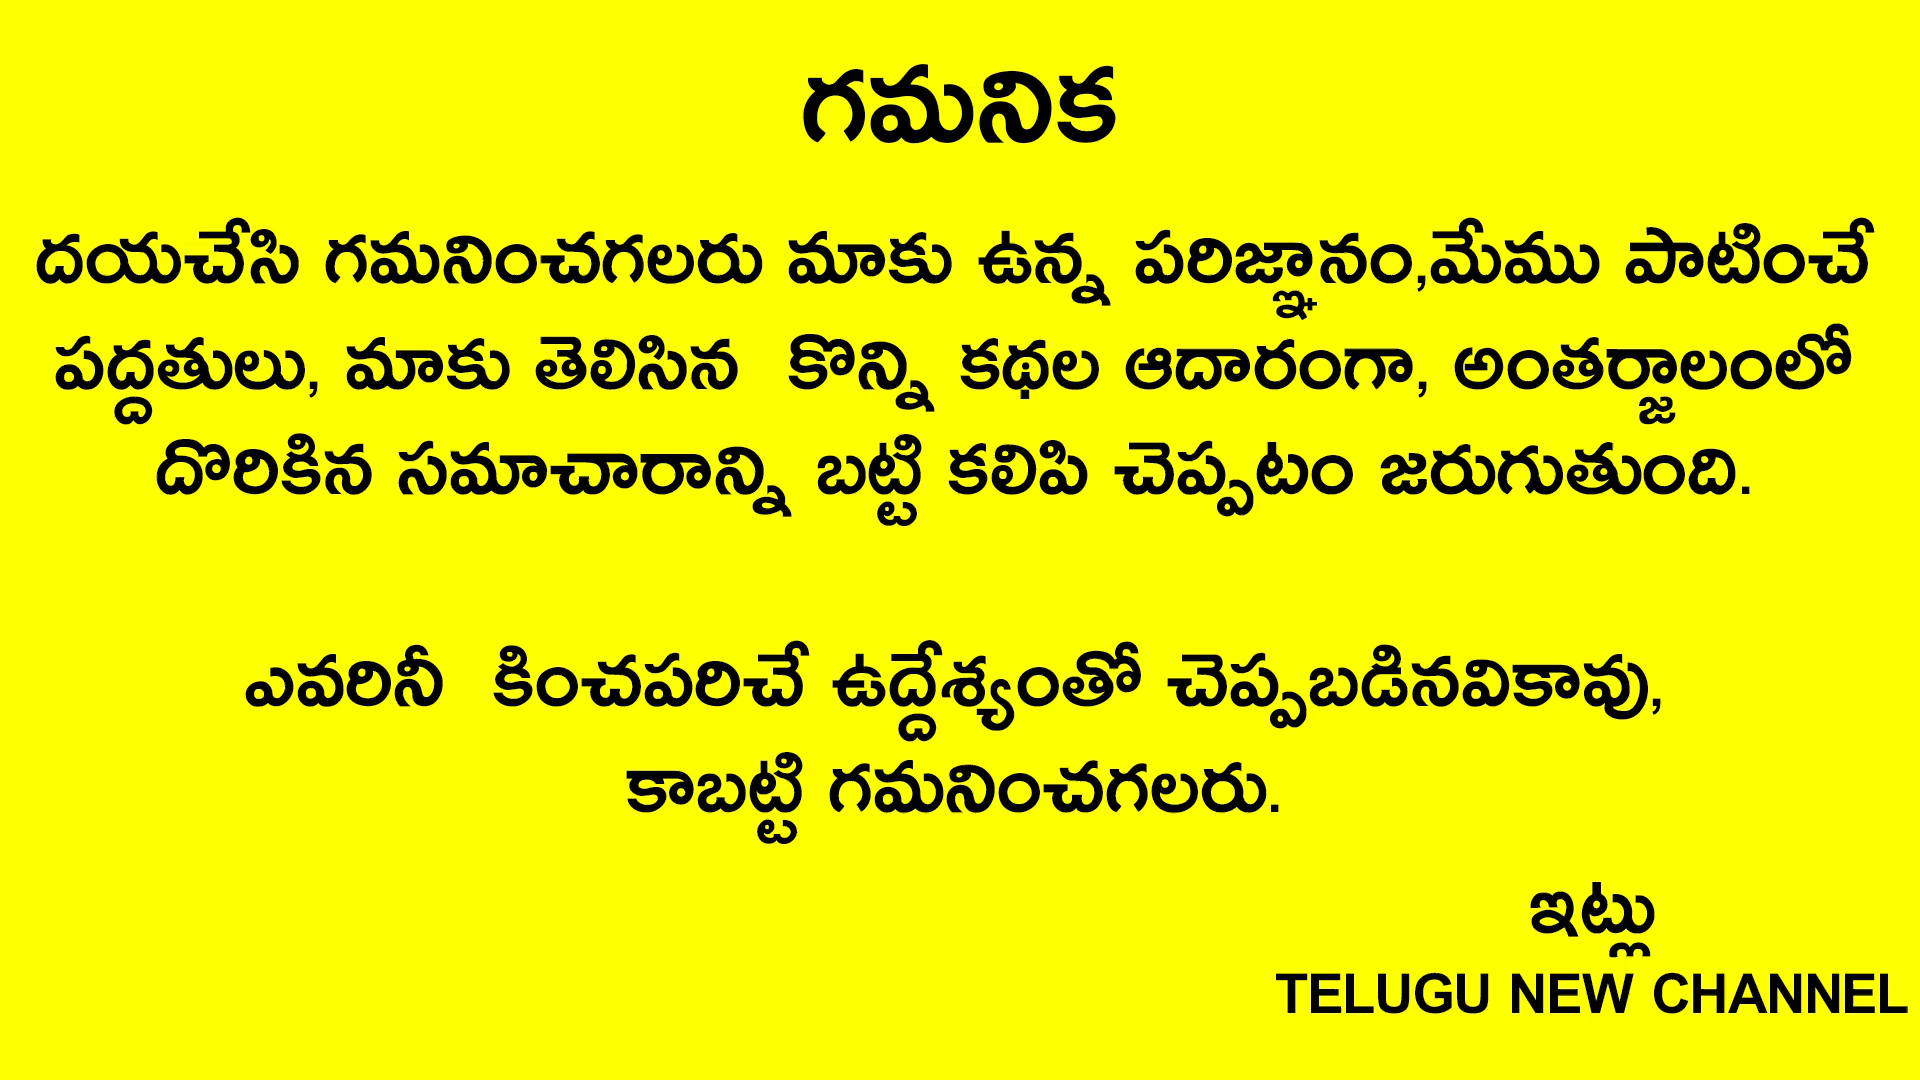 గమనిక
దయచేసి గమనించగలరు మాకు ఉన్న పరిజ్ఞానం,మేము పాటించే
పద్దతులు, మాకు తెలిసిన కొన్ని కథల ఆదారంగా, అంతర్జాలంలో
దొరికిన సమాచారాన్ని బట్టి కలిపి చెప్పటం జరుగుతుంది.
ఎవరినీ కించపరిచే ఉద్దేశ్యంతో చెప్పబడినవికావు,
కాబట్టి గమనించగలరు.
ఇట్లు
TELUGU NEW CHANNEL